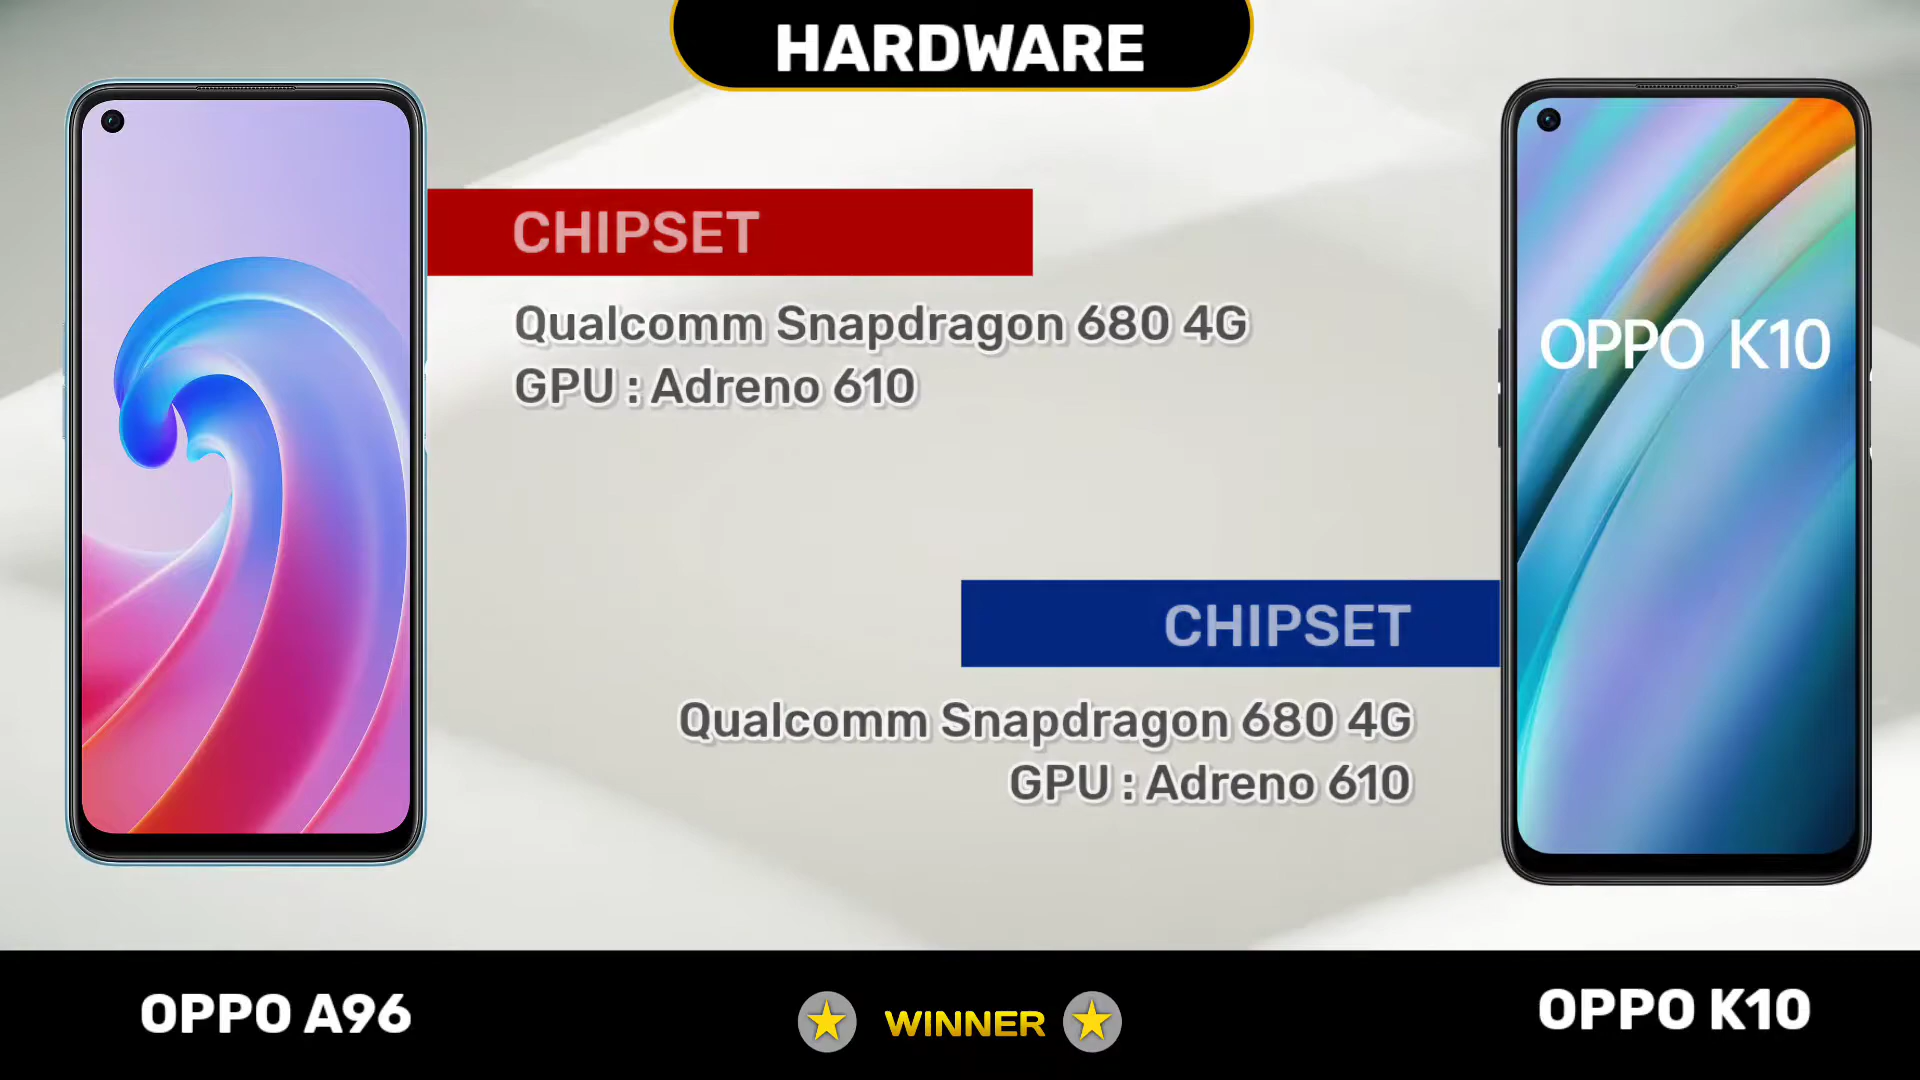 HARDWARE
CHIPSET
Qualcomm Snapdragon 680 4G
GPU : Adreno 610
OPPO K10
CHIPSET
Qualcomm Snapdragon 680 4G
GPU : Adreno 610
OPPO A96
WINNER
OPPO K10